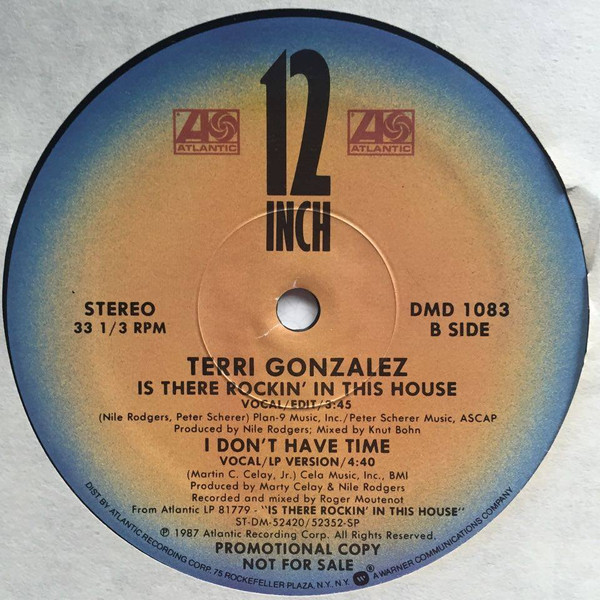 12
INCH
ATLANTIC
ATLANTIC
STEREO
33 1/3 RPM
DMD 1083
B SIDE
TERRI GONZALEZ
IS THERE ROCKIN' IN THIS HOUSE
VOCAL/EDIT/3:45
(Nile Rodgers, Peter Scherer) Plan-9 Music, Inc./Peter Scherer Music, ASCAP
Produced by Nile Rodgers; Mixed by Knut Bohn
I DON'T HAVE TIME
VOCAL/LP VERSION/4:40
(Martin C. Celay, Jr.) Cela Music, Inc., BMI
Produced by Marty Celay & Nile Rodgers
Recorded and mixed by Roger Moutenot
From Atlantic LP 81779 - "IS THERE ROCKIN' IN THIS HOUSE"
ST-DM-52420/52352-SP
℗ 1987 Atlantic Recording Corp. All Rights Reserved.
PROMOTIONAL COPY
NOT FOR SALE
DIST BY ATLANTIC RECORDING CORP. 75 ROCKEFELLER PLAZA, N.Y. N.Y. A WARNER COMMUNICATIONS COMPANY